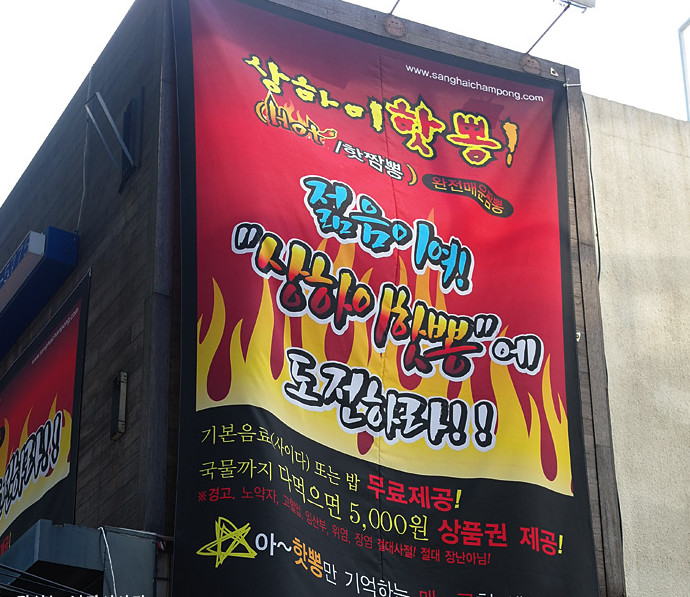 www.sanghaichampong.com
상하이핫뽕!
(Hot /핫짬뽕)
완전매운짬뽕
젊음이여!
"상하이핫뽕"에
도전하라!!
기본음료(사이다) 또는 밥 무료제공!
국물까지 다먹으면 5,000원 상품권 제공!
※경고, 노약자, 고혈압, 임산부, 위염, 장염 절대사절! 절대 장난아님!
아~핫뽕만 기억하는
하라!!